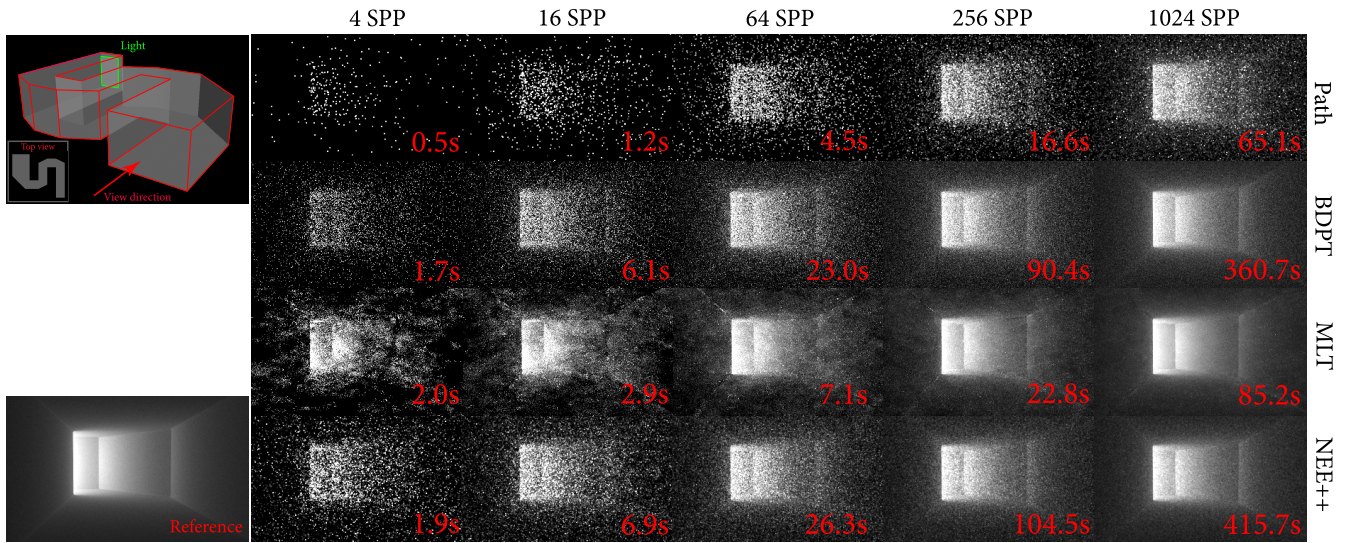 4 SPP 16 SPP 64 SPP 256 SPP 1024 SPP
Light
Top view
View direction
0.5s 1.2s 4.5s 16.6s 65.1s
Path
1.7s 6.1s 23.0s 90.4s 360.7s
BDPT
2.0s 2.9s 7.1s 22.8s 85.2s
MLT
Reference
1.9s 6.9s 26.3s 104.5s 415.7s
NEE++